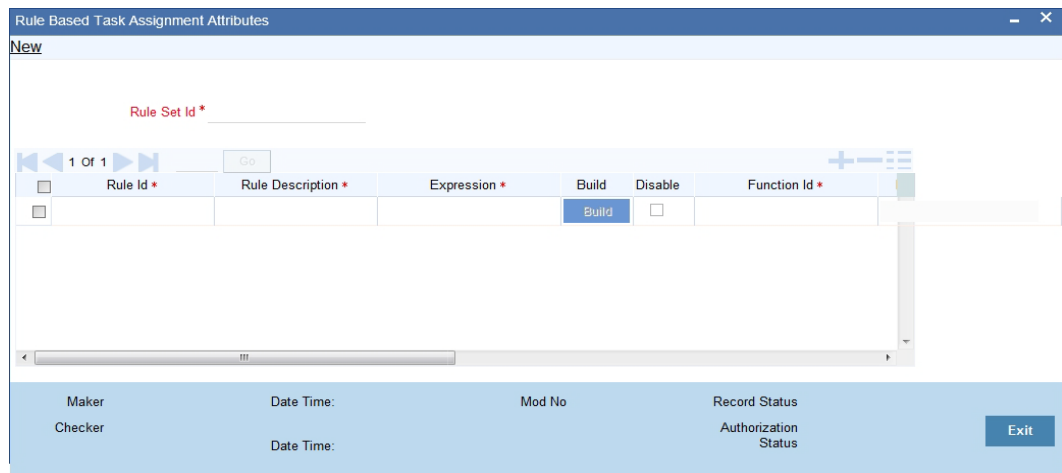 Rule Based Task Assignment Attributes
New
Rule Set Id *
1 Of 1 Go
Rule Id * Rule Description * Expression * Build Disable Function Id *
Build
Maker Date Time: Mod No Record Status
Checker Date Time: Authorization Status
Exit